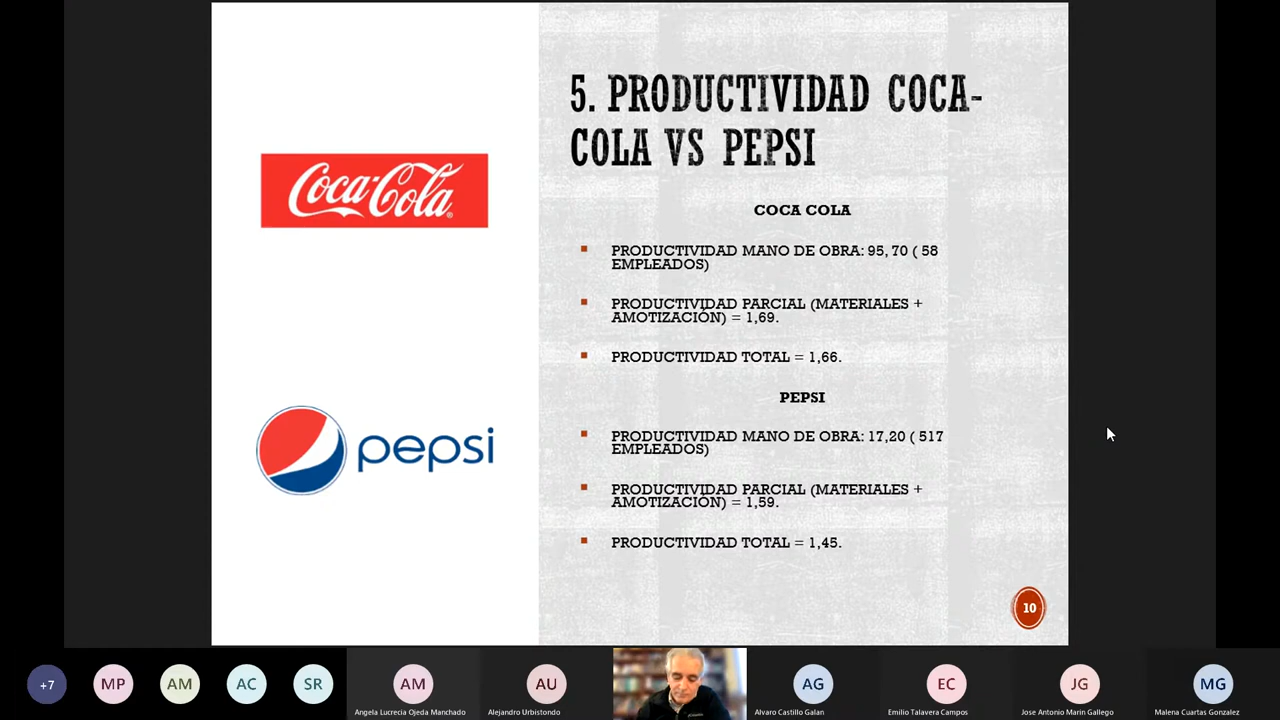 5. PRODUCTIVIDAD COCA-
COLA VS PEPSI
Coca-Cola
COCA COLA
PRODUCTIVIDAD MANO DE OBRA: 95, 70 ( 58
EMPLEADOS)
PRODUCTIVIDAD PARCIAL (MATERIALES +
AMOTIZACIÓN) = 1,69.
PRODUCTIVIDAD TOTAL = 1,66.
pepsi
PEPSI
PRODUCTIVIDAD MANO DE OBRA: 17,20 ( 517
EMPLEADOS)
PRODUCTIVIDAD PARCIAL (MATERIALES +
AMOTIZACIÓN) = 1,59.
PRODUCTIVIDAD TOTAL = 1,45.
10
+7
MP
AM
AC
SR
AM
Angela Lucrecia Ojeda Manchado
AU
Alejandro Urbistondo
AG
Alvaro Castillo Galan
EC
Emilio Talavera Campos
JG
Jose Antonio Marin Gallego
MG
Malena Cuartas Gonzalez